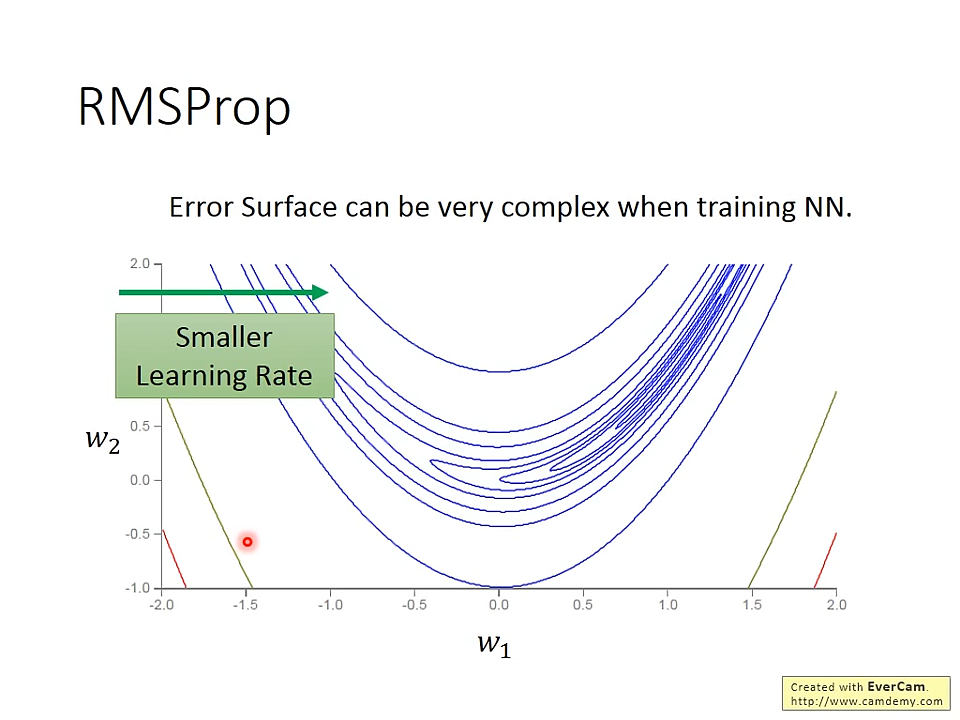 RMSProp
Error Surface can be very complex when training NN.
2.0
Smaller
Learning Rate
0.5
w2
0.0
-0.5
-1.0
-2.0 -1.5 -1.0 -0.5 0.0 0.5 1.0 1.5 2.0
w1
Created with EverCam.
http://www.camdemy.com